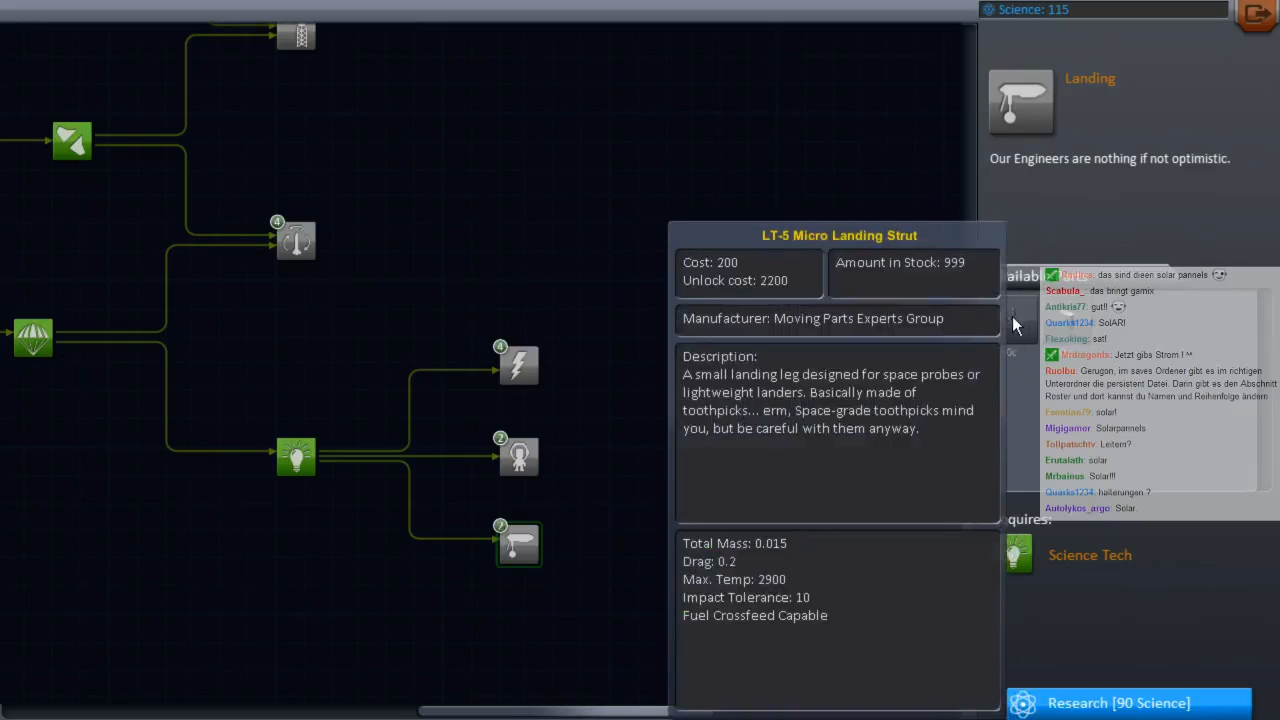 Science: 115
Landing
Our Engineers are nothing if not optimistic.
4
4
2
LT-5 Micro Landing Strut
Cost: 200
Unlock cost: 2200
Amount in Stock: 999
Manufacturer: Moving Parts Experts Group
Description:
A small landing leg designed for space probes or
lightweight landers. Basically made of
toothpicks... erm, Space-grade toothpicks mind
you, but be careful with them anyway.
Total Mass: 0.015
Drag: 0.2
Max. Temp: 2900
Impact Tolerance: 10
Fuel Crossfeed Capable
das sind dieen solar pannels
Scabula_: das bringt gamix
Antikris77: gut!!
Quarks1234: SolAR!
Flexoking: sat!
Mrdragonfx: Jetzt gibs Strom ! ^^
Ruolbu: Gerugon, im saves Ordener gibt es im richtigen
Unterordner die persistent Datei. Darin gibt es den Abschnitt
Roster und dort kannst du Namen und Reihenfolge ändern
solar!
Migigamer: Solarpannels
Tollpatschtv: Leitern?
Erutalath: solar
Mrbainus: Solar!!!
Quarks1234: halterungen ?
Autolykos_argo: Solar.
quires:
Science Tech
Research [90 Science]